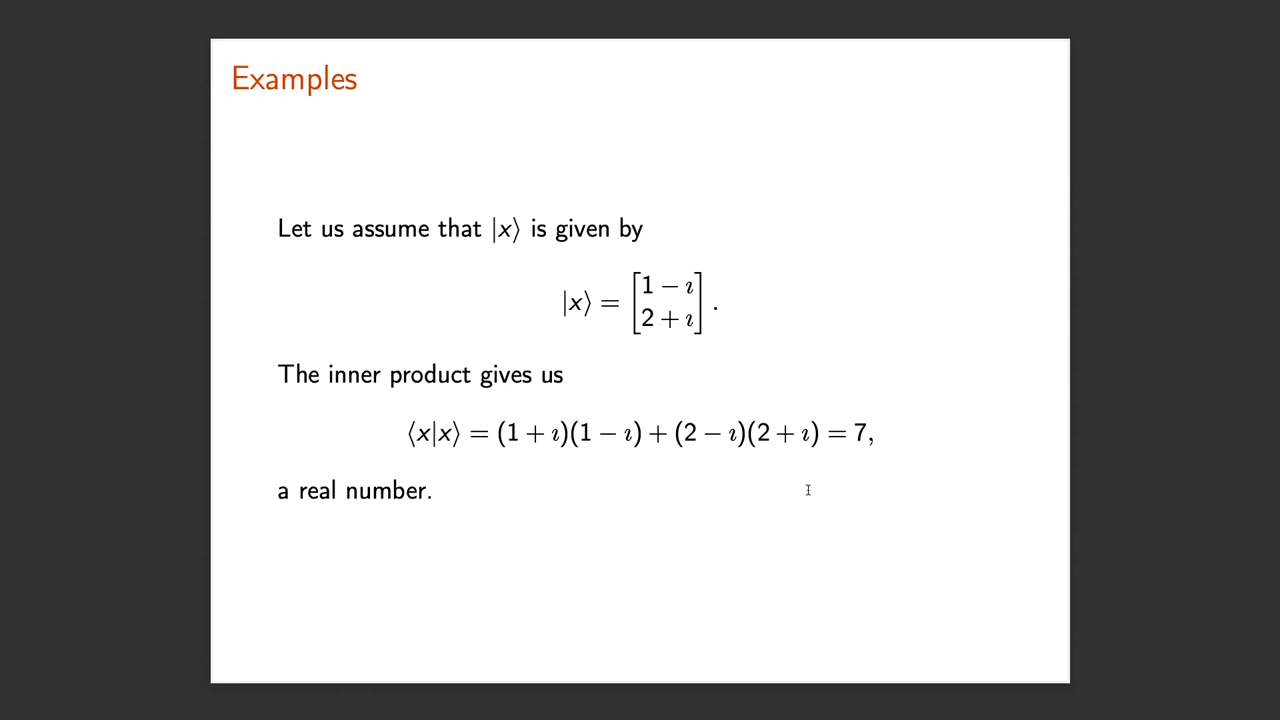 Examples
Let us assume that |x⟩ is given by
|x⟩ = [1 − ı
2 + ı] .
The inner product gives us
⟨x|x⟩ = (1 + ı)(1 − ı) + (2 − ı)(2 + ı) = 7,
a real number.